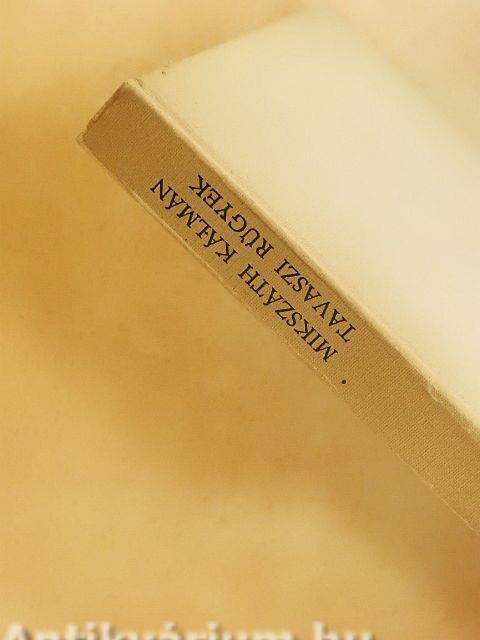 MIKSZÁTH KÁLMÁN
TAVASZI RÜGYEK
Antikvárium.hu